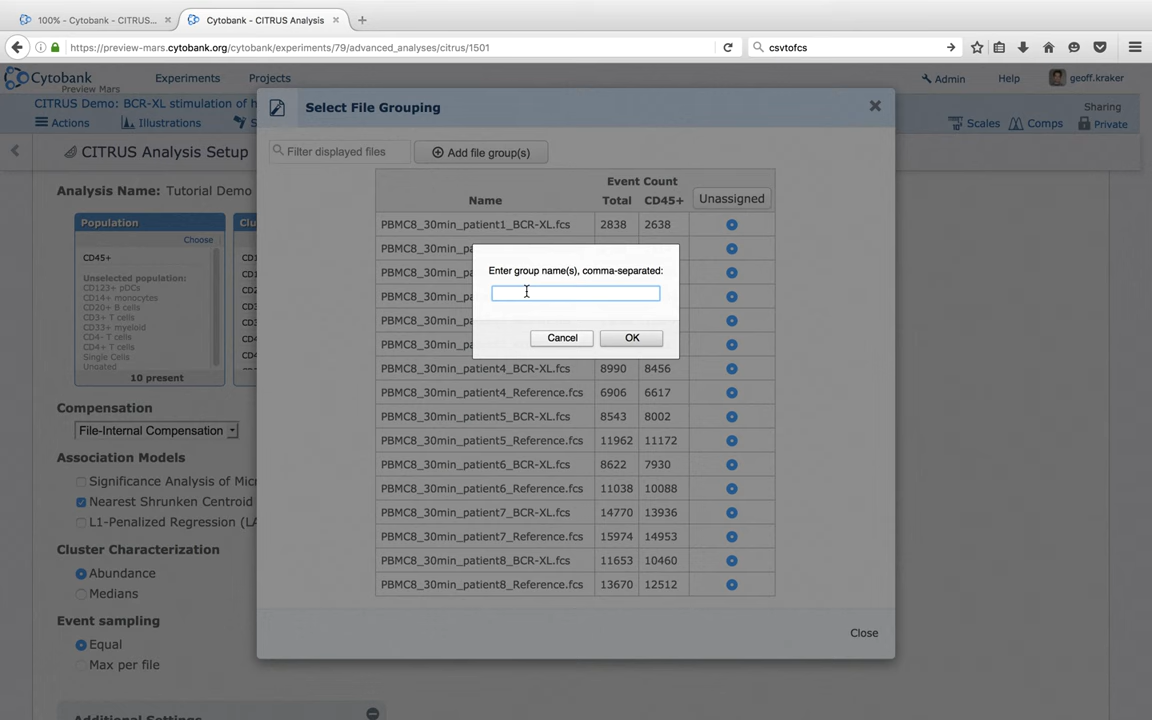 100% - Cytobank - CITRUS...
Cytobank - CITRUS Analysis
https://preview-mars.cytobank.org/cytobank/experiments/79/advanced_analyses/citrus/1501
csvtofcs
Cytobank
Preview Mars
Experiments
Projects
Admin
Help
geoff.kraker
CITRUS Demo: BCR-XL stimulation of h
Sharing
Actions
Illustrations
S
Scales
Comps
Private
Select File Grouping
CITRUS Analysis Setup
Filter displayed files
Add file group(s)
Analysis Name: Tutorial Demo
Population
Choose
CD45+
Unselected population:
CD123+ pDCs
CD14+ monocytes
CD20+ B cells
CD3+ T cells
CD33+ myeloid
CD4- T cells
CD4+ T cells
Single Cells
Ungated
10 present
Clu
CD1
CD1
CD2
CD3
CD3
CD4
Event Count
Name Total CD45+ Unassigned
PBMC8_30min_patient1_BCR-XL.fcs 2838 2638
PBMC8_30min_pa
PBMC8_30min_pa
PBMC8_30min_pa
PBMC8_30min_pa
PBMC8_30min_pa
PBMC8_30min_patient4_BCR-XL.fcs 8990 8456
PBMC8_30min_patient4_Reference.fcs 6906 6617
PBMC8_30min_patient5_BCR-XL.fcs 8543 8002
PBMC8_30min_patient5_Reference.fcs 11962 11172
PBMC8_30min_patient6_BCR-XL.fcs 8622 7930
PBMC8_30min_patient6_Reference.fcs 11038 10088
PBMC8_30min_patient7_BCR-XL.fcs 14770 13936
PBMC8_30min_patient7_Reference.fcs 15974 14953
PBMC8_30min_patient8_BCR-XL.fcs 11653 10460
PBMC8_30min_patient8_Reference.fcs 13670 12512
Enter group name(s), comma-separated:
Cancel
OK
Compensation
File-Internal Compensation
Association Models
Significance Analysis of Mic
Nearest Shrunken Centroid
L1-Penalized Regression (LA
Cluster Characterization
Abundance
Medians
Event sampling
Equal
Max per file
Close
Additional Settings